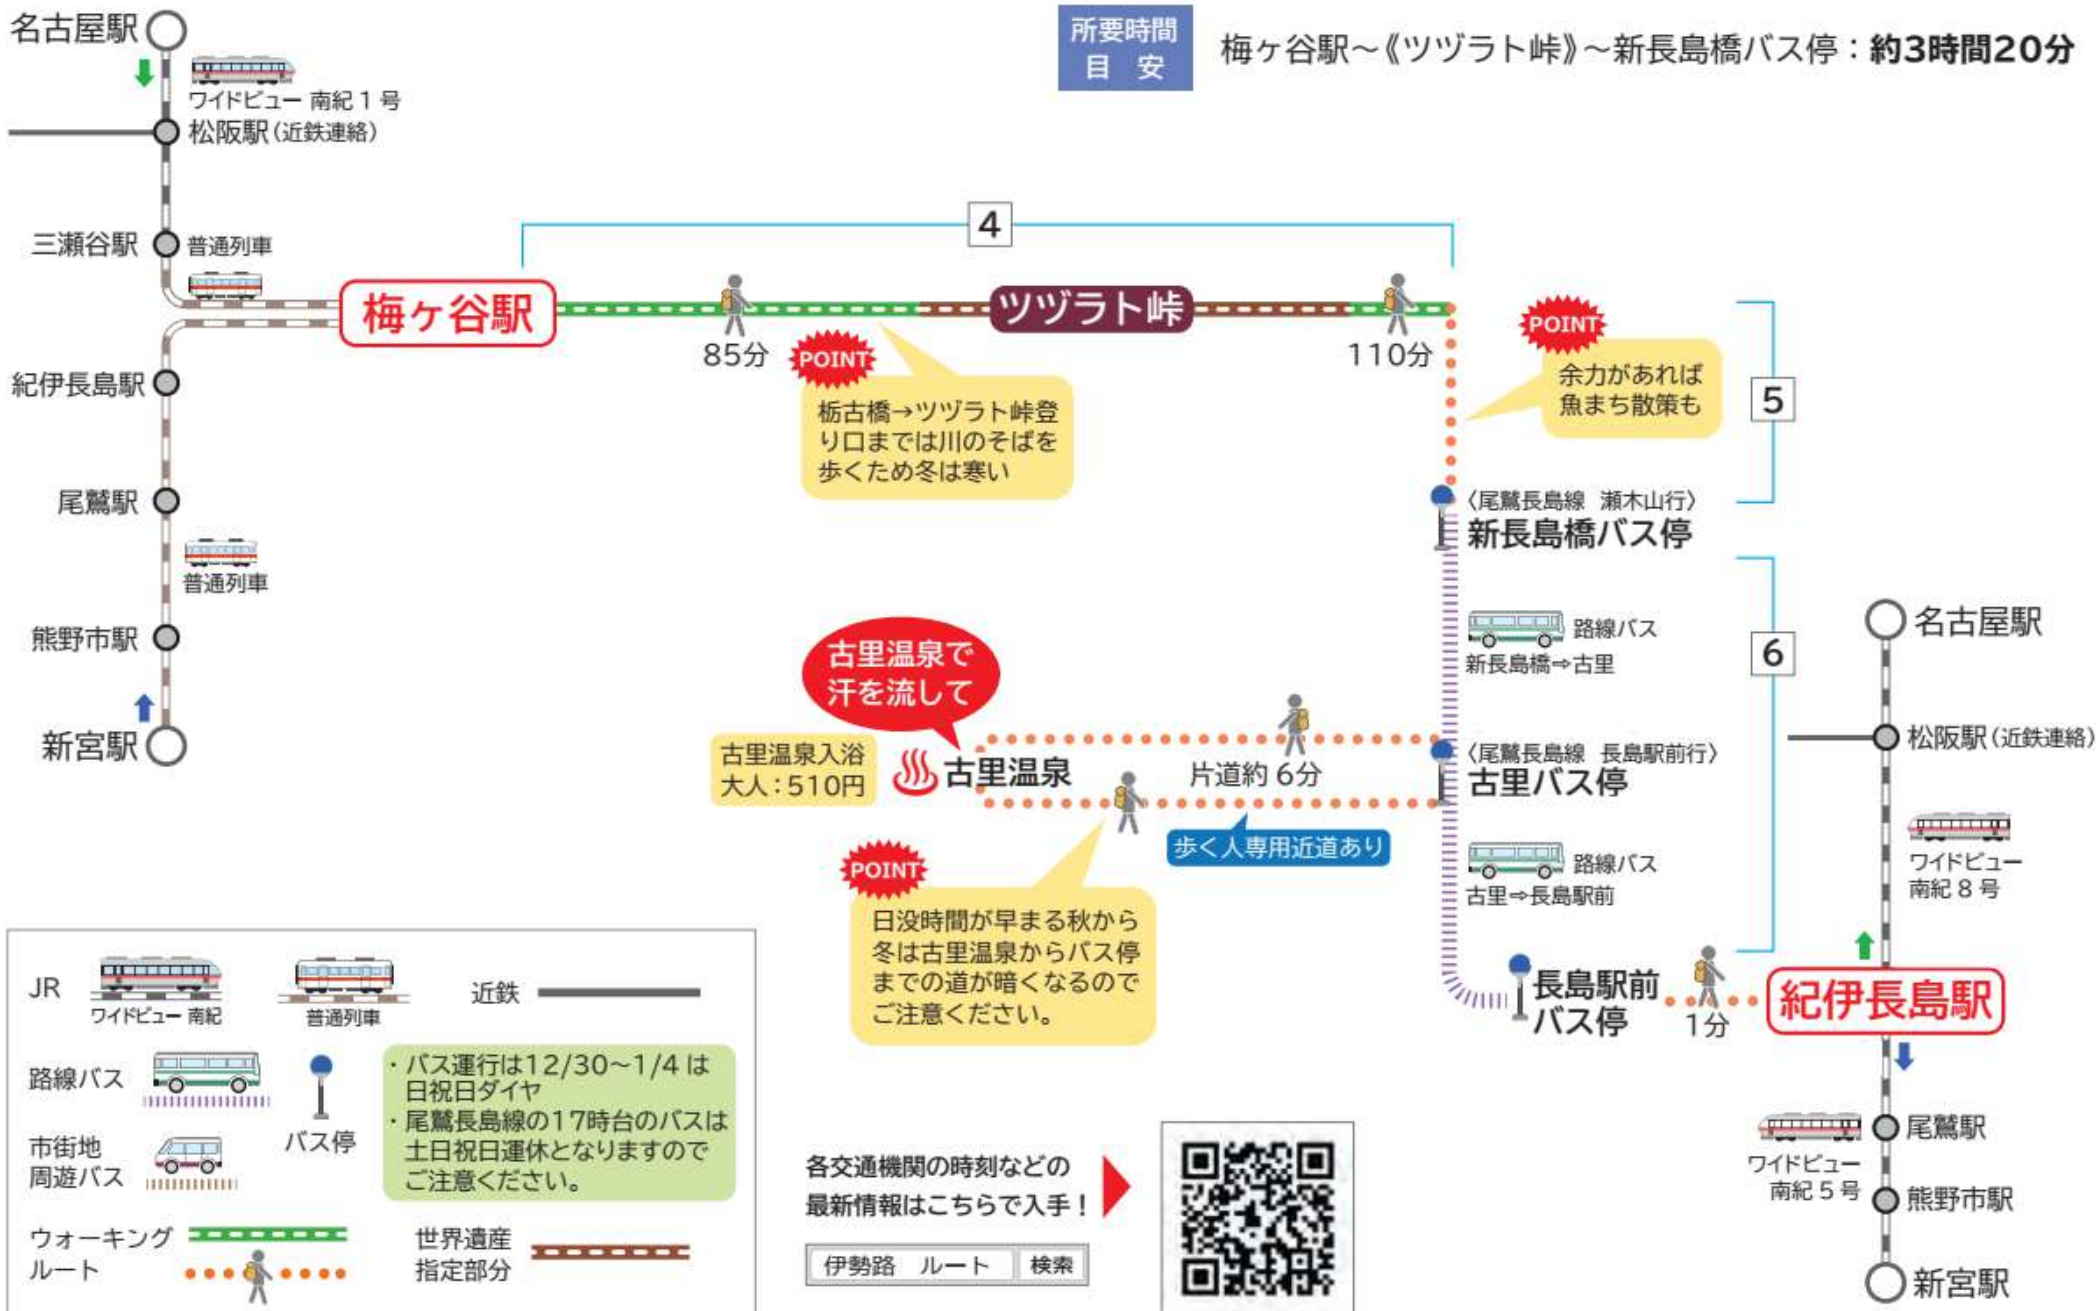 所要時間
目　安
梅ヶ谷駅～《ツヅラト峠》～新長島橋バス停：約3時間20分
名古屋駅
ワイドビュー 南紀 1 号
松阪駅（近鉄連絡）
三瀬谷駅
普通列車
梅ヶ谷駅
紀伊長島駅
尾鷲駅
普通列車
熊野市駅
新宮駅
4
ツヅラト峠
85分
POINT
栃古橋→ツヅラト峠登
り口までは川のそばを
歩くため冬は寒い
110分
POINT
余力があれば
魚まち散策も
5
〈尾鷲長島線　瀬木山行〉
新長島橋バス停
路線バス
新長島橋⇨古里
6
古里温泉で
汗を流して
古里温泉入浴
大人：510円
古里温泉
片道約 6分
歩く人専用近道あり
〈尾鷲長島線　長島駅前行〉
古里バス停
POINT
日没時間が早まる秋から
冬は古里温泉からバス停
までの道が暗くなるので
ご注意ください。
路線バス
古里⇨長島駅前
長島駅前
バス停
1分
紀伊長島駅
名古屋駅
松阪駅（近鉄連絡）
ワイドビュー
南紀 8 号
尾鷲駅
ワイドビュー
南紀 5 号
熊野市駅
新宮駅
JR
ワイドビュー 南紀
普通列車
近鉄
路線バス
バス停
市街地
周遊バス
・バス運行は12/30～1/4 は
日祝日ダイヤ
・尾鷲長島線の17時台のバスは
土日祝日運休となりますので
ご注意ください。
ウォーキング
ルート
世界遺産
指定部分
各交通機関の時刻などの
最新情報はこちらで入手！
伊勢路　ルート
検索